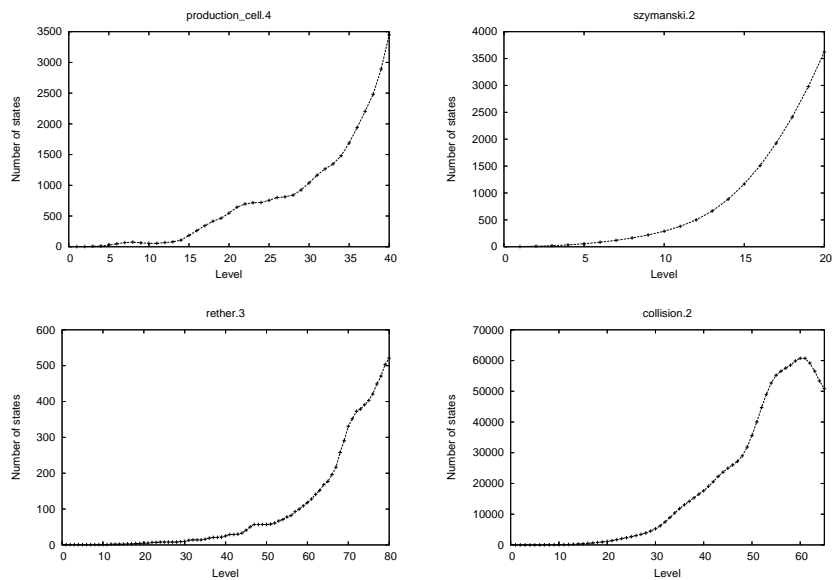 production_cell.4
3500
3000
2500
2000
1500
1000
500
0
Number of states
0 5 10 15 20 25 30 35 40
Level
szymanski.2
4000
3500
3000
2500
2000
1500
1000
500
0
Number of states
0 5 10 15 20
Level
rether.3
600
500
400
300
200
100
0
Number of states
0 10 20 30 40 50 60 70 80
Level
collision.2
70000
60000
50000
40000
30000
20000
10000
0
Number of states
0 10 20 30 40 50 60
Level